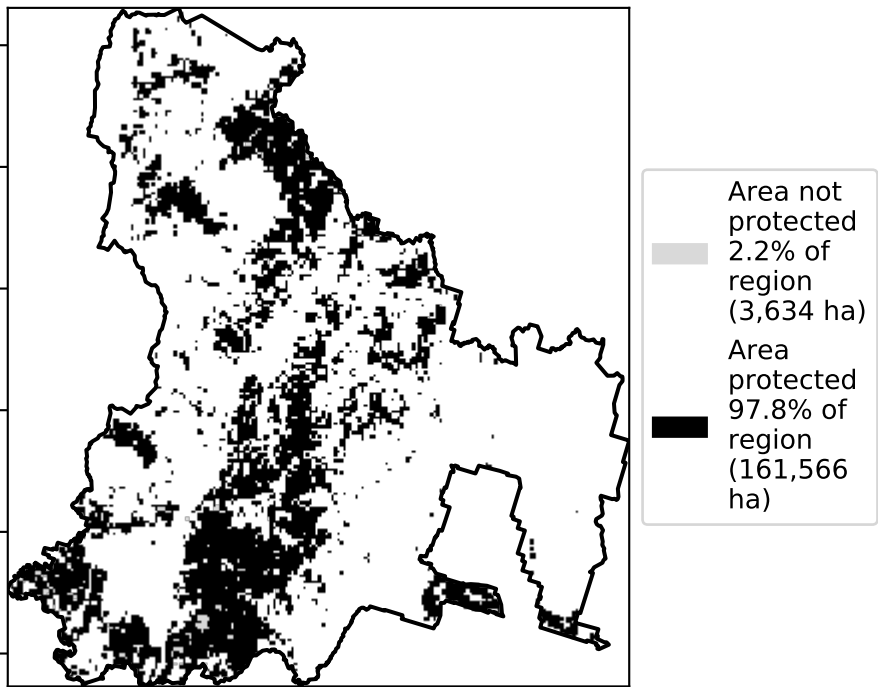 Area not
protected
2.2% of
region
(3,634 ha)
Area
protected
97.8% of
region
(161,566
ha)